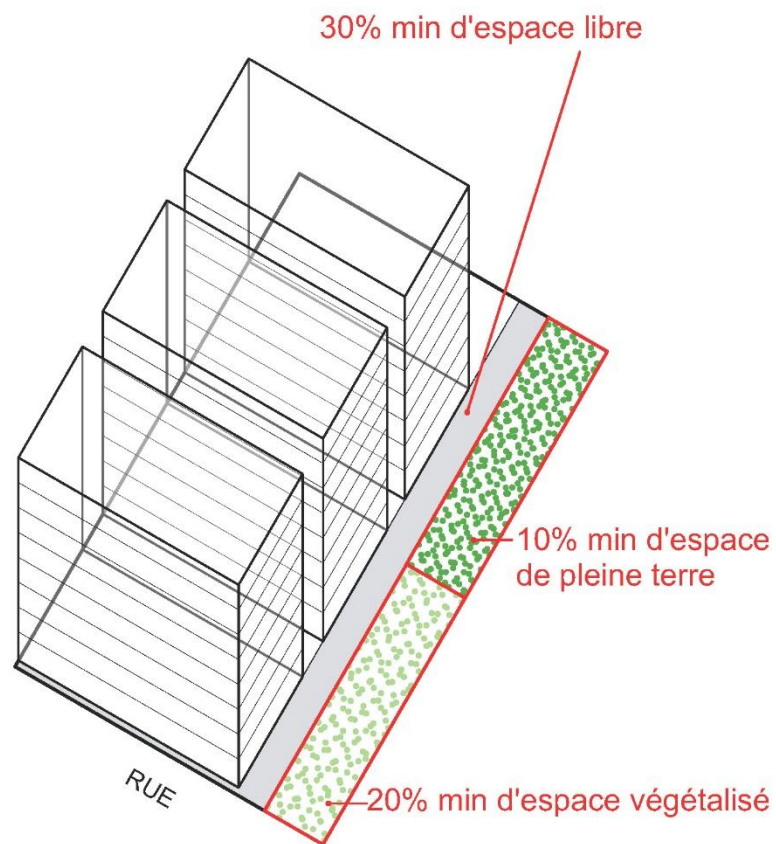 30% min d'espace libre
10% min d'espace
de pleine terre
20% min d'espace végétalisé
RUE